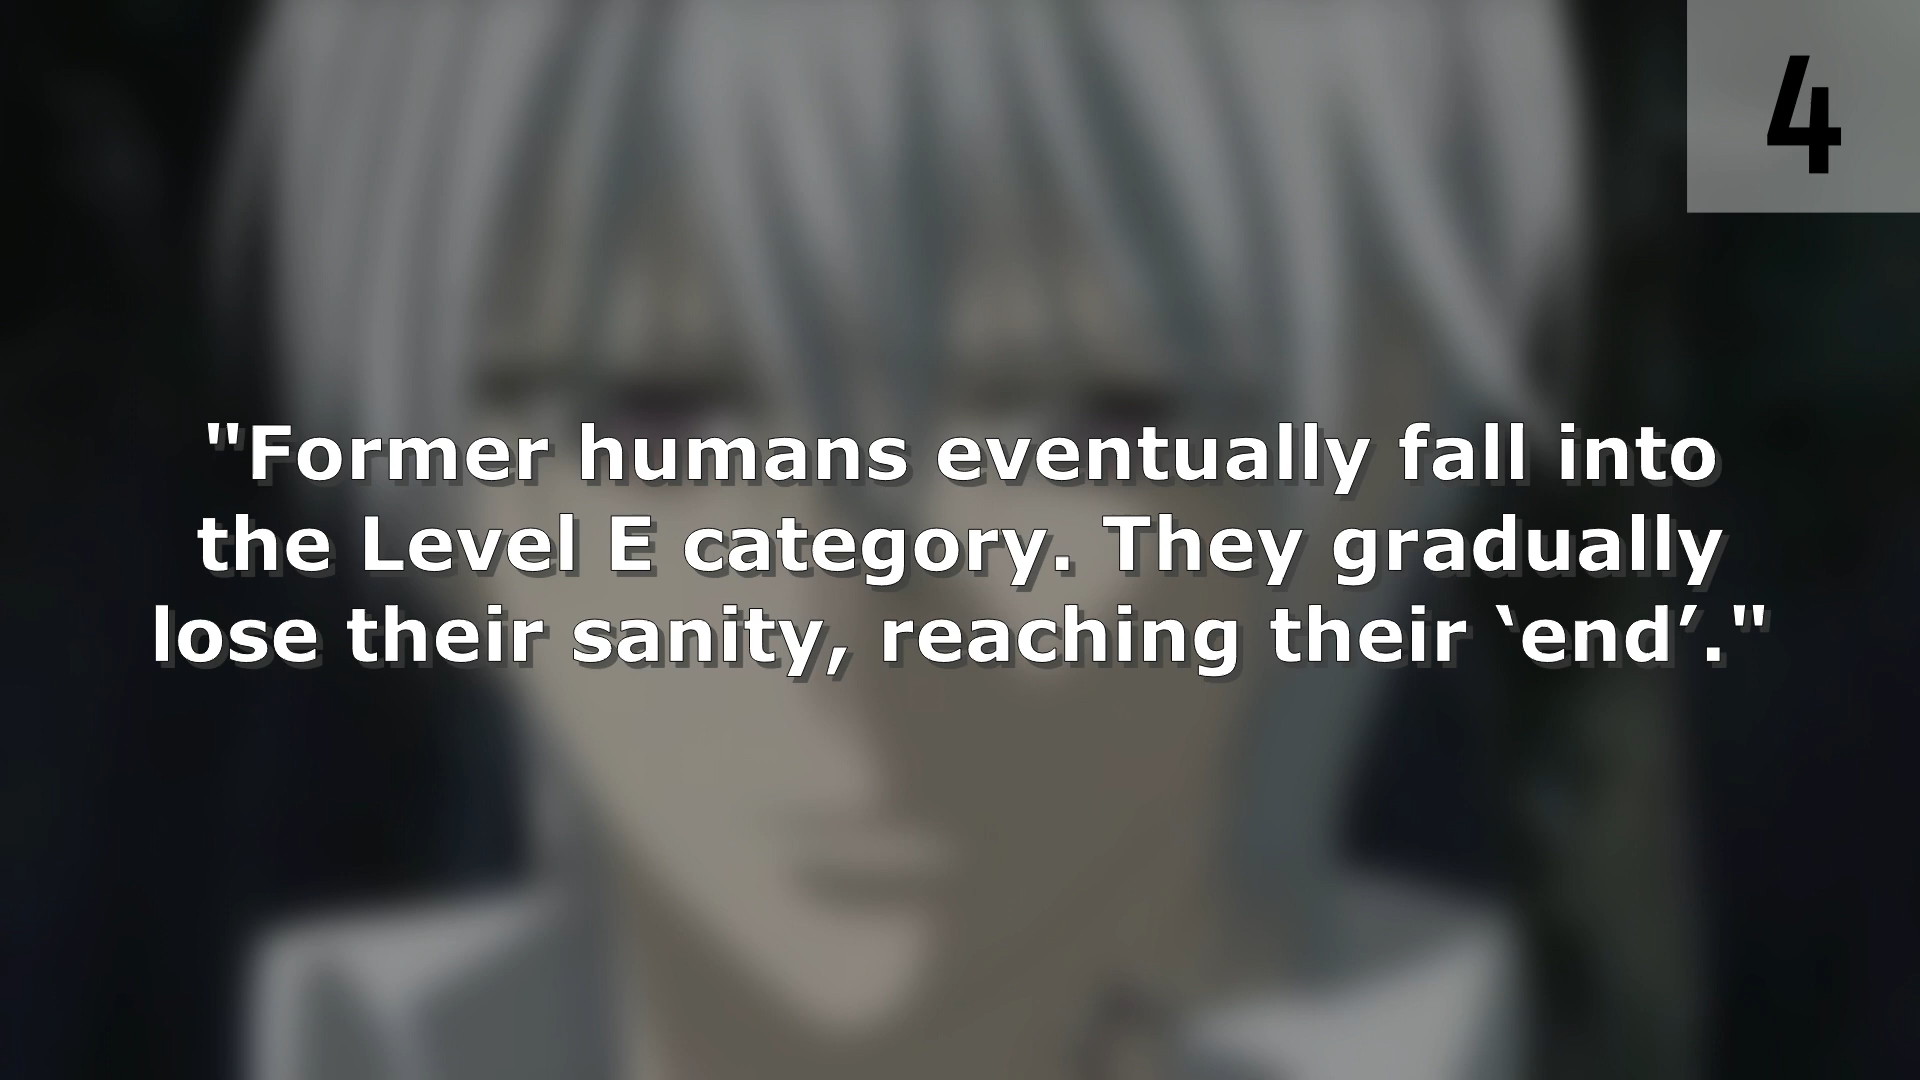 4
"Former humans eventually fall into
the Level E category. They gradually
lose their sanity, reaching their ‘end’."